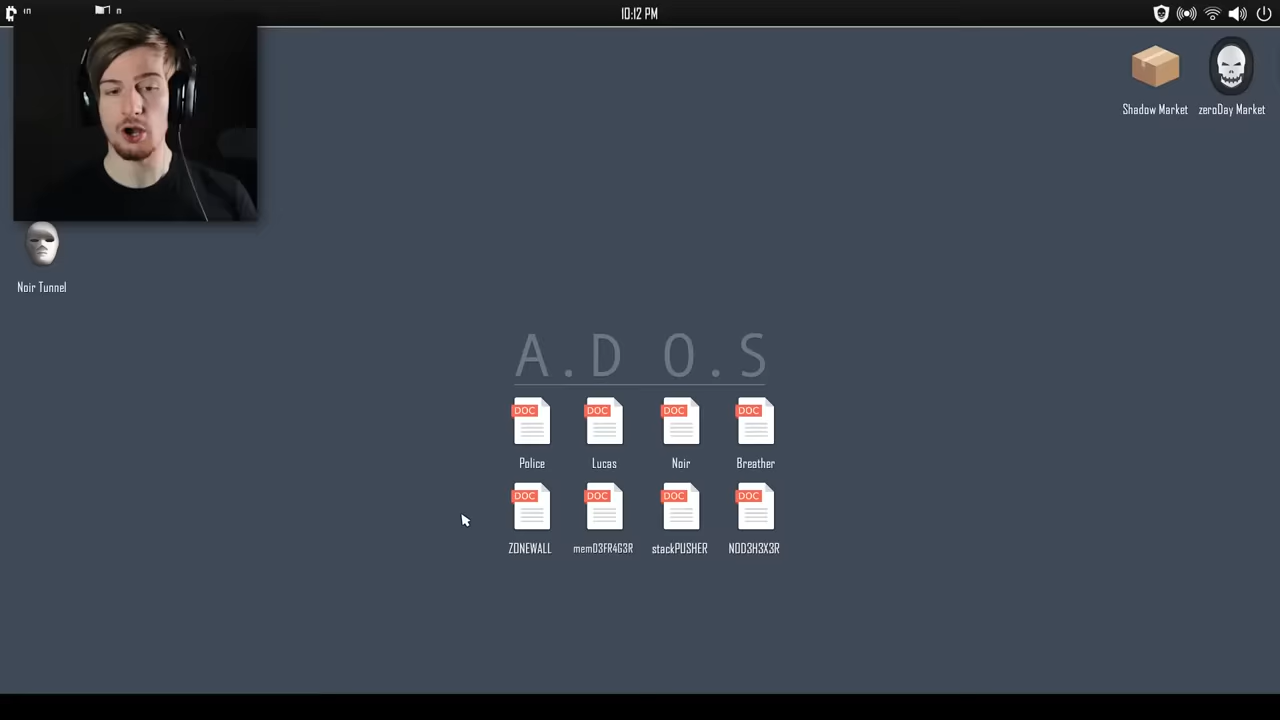 10:12 PM
Shadow Market
zeroDay Market
Noir Tunnel
A.D O.S
DOC DOC DOC DOC
Police Lucas Noir Breather
DOC DOC DOC DOC
ZONEWALL memD3FR4G3R stackPUSHER N0D3H3X3R